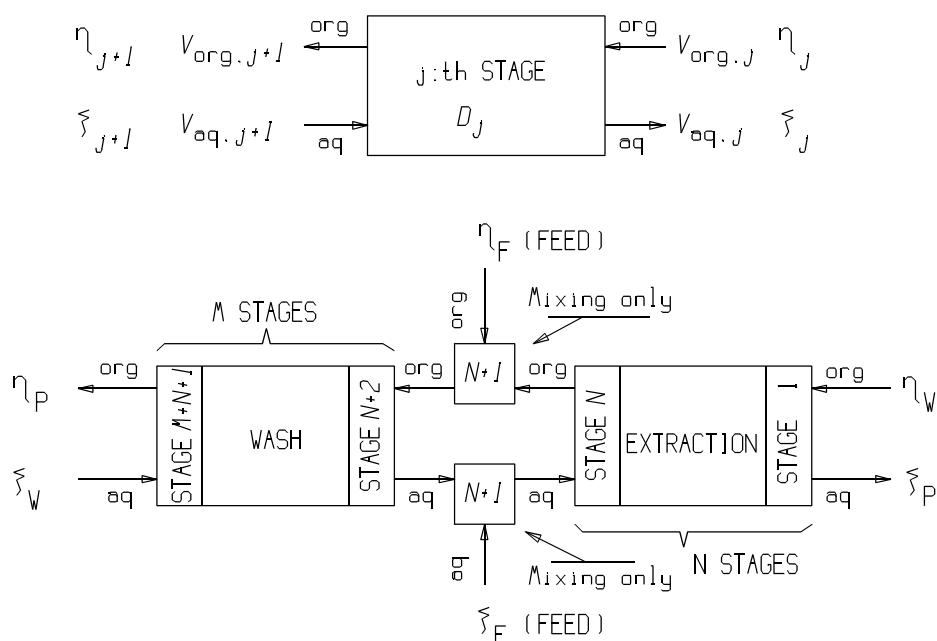 η_{j+1} V_{org,j+1} org org V_{org,j} η_j
j:th STAGE
D_j
ξ_{j+1} V_{aq,j+1} aq aq V_{aq,j} ξ_j
η_F (FEED)
org
Mixing only
M STAGES
η_P org STAGE M+N+1 WASH STAGE N+2 org N+1 org STAGE N EXTRACTION STAGE 1 org η_W
ξ_W aq aq N+1 aq aq ξ_P
aq
Mixing only
N STAGES
ξ_F (FEED)